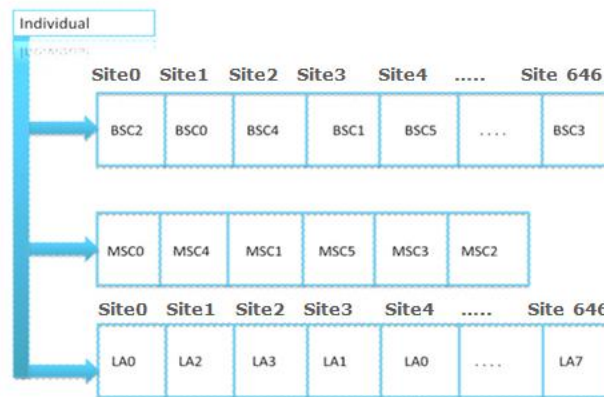 Individual
Site0 Site1 Site2 Site3 Site4 ..... Site 646
BSC2 BSC0 BSC4 BSC1 BSC5 .... BSC3
MSC0 MSC4 MSC1 MSC5 MSC3 MSC2
Site0 Site1 Site2 Site3 Site4 ..... Site 646
LA0 LA2 LA3 LA1 LA0 .... LA7